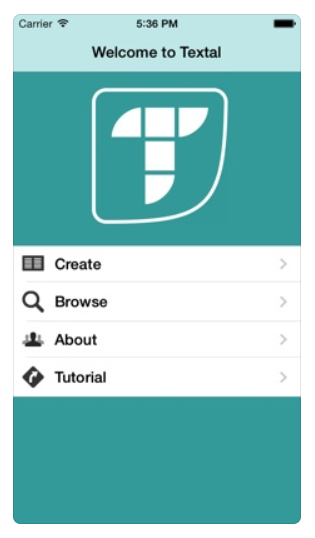 Carrier 5:36 PM
Welcome to Textal
Create
Browse
About
Tutorial